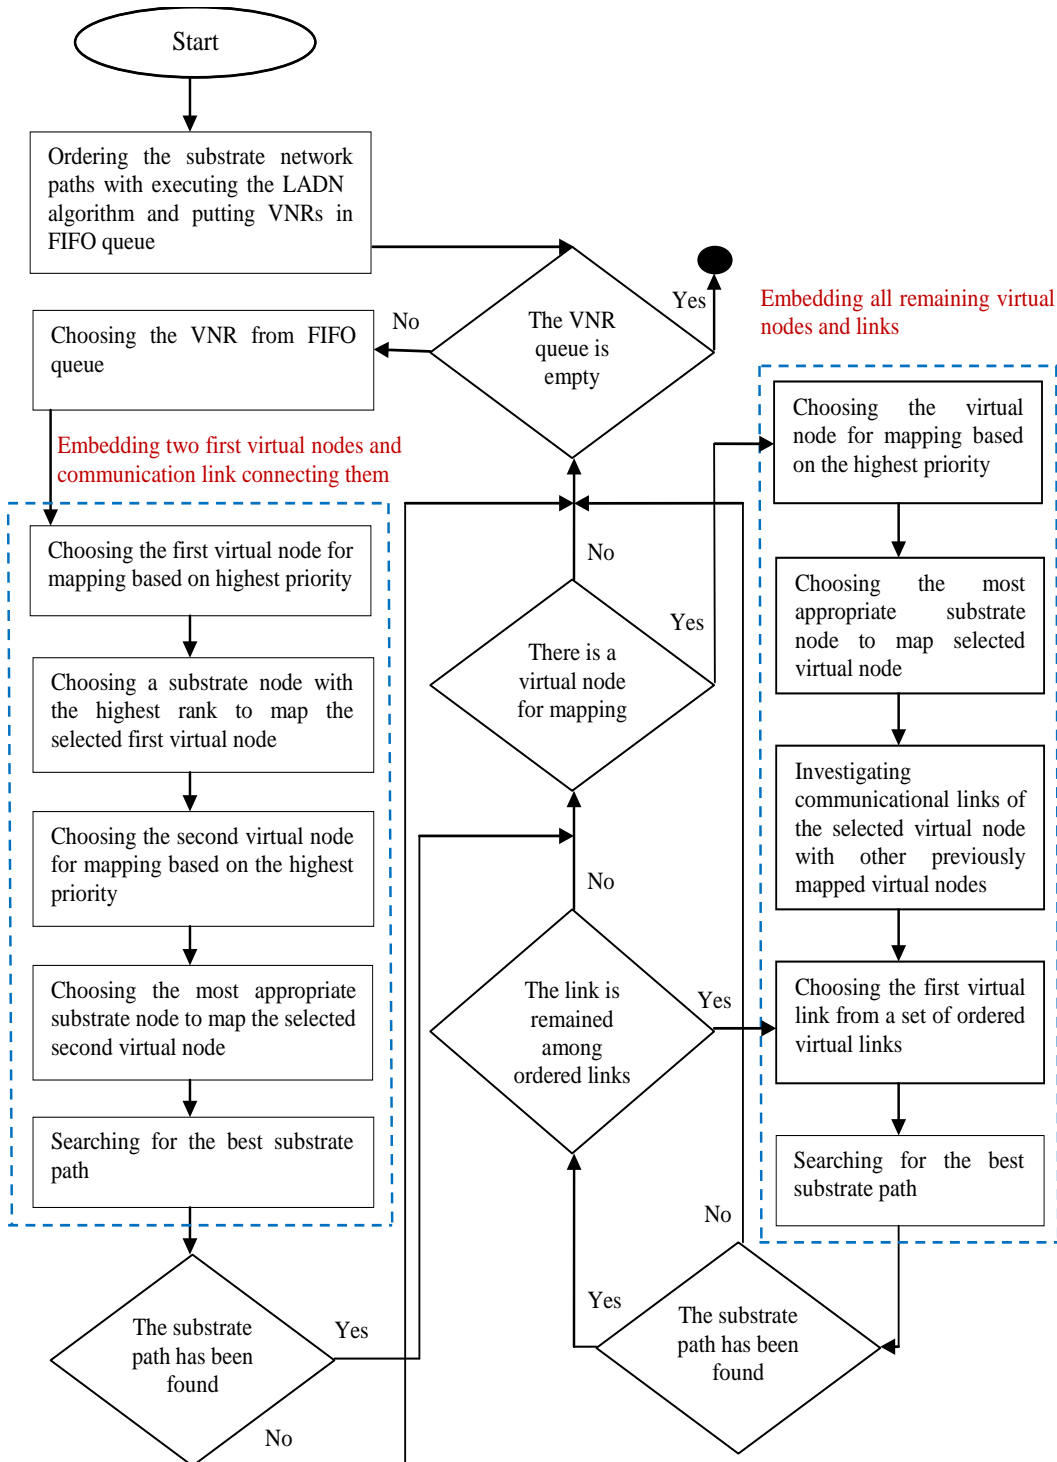 Start
Ordering the substrate network
paths with executing the LADN
algorithm and putting VNRs in
FIFO queue
The VNR
queue is
empty
Yes
No
Choosing the VNR from FIFO
queue
Embedding two first virtual nodes and
communication link connecting them
Choosing the first virtual node for
mapping based on highest priority
Choosing a substrate node with
the highest rank to map the
selected first virtual node
Choosing the second virtual node
for mapping based on the highest
priority
Choosing the most appropriate
substrate node to map the selected
second virtual node
Searching for the best substrate
path
The substrate
path has been
found
Yes
No
No
There is a
virtual node
for mapping
Yes
No
The link is
remained
among
ordered links
Yes
Embedding all remaining virtual
nodes and links
Choosing the virtual
node for mapping based
on the highest priority
Choosing the most
appropriate substrate
node to map selected
virtual node
Investigating
communicational links of
the selected virtual node
with other previously
mapped virtual nodes
Choosing the first virtual
link from a set of ordered
virtual links
Searching for the best
substrate path
No
Yes
The substrate
path has been
found